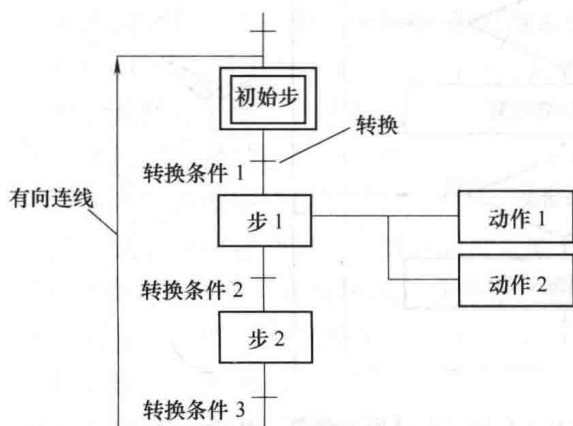 初始步
转换
转换条件 1
有向连线
步 1
动作 1
动作 2
转换条件 2
步 2
转换条件 3